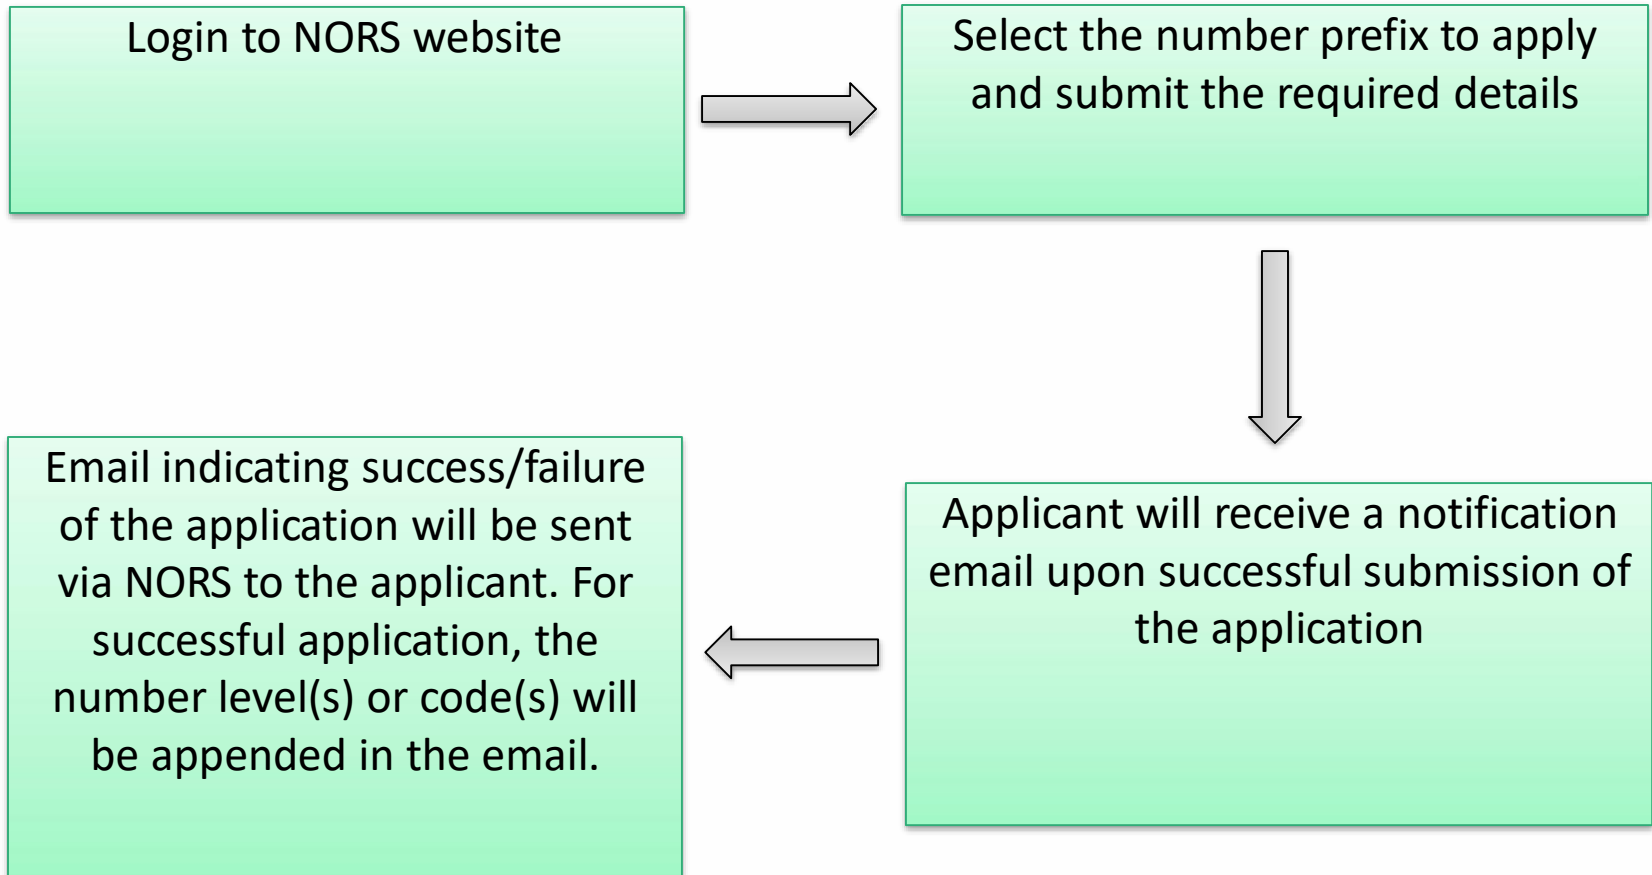 Login to NORS website
Select the number prefix to apply
and submit the required details
Applicant will receive a notification
email upon successful submission of
the application
Email indicating success/failure
of the application will be sent
via NORS to the applicant. For
successful application, the
number level(s) or code(s) will
be appended in the email.